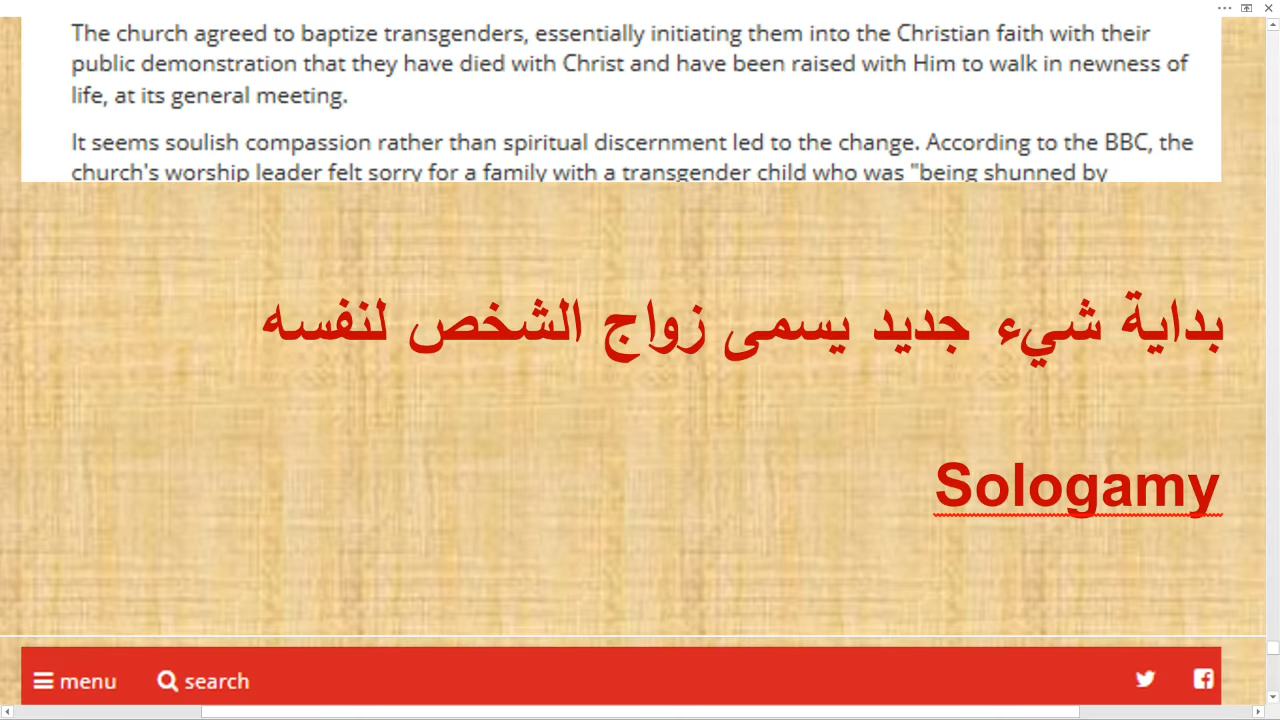 The church agreed to baptize transgenders, essentially initiating them into the Christian faith with their
public demonstration that they have died with Christ and have been raised with Him to walk in newness of
life, at its general meeting.
It seems soulish compassion rather than spiritual discernment led to the change. According to the BBC, the
church's worship leader felt sorry for a family with a transgender child who was "being shunned by
بداية شيء جديد يسمى زواج الشخص لنفسه
Sologamy
menu search